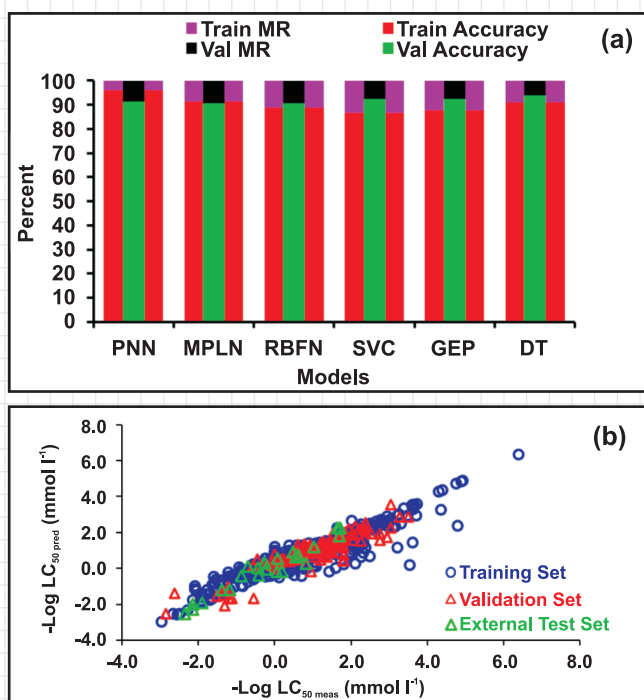 Train MR
Train Accuracy
Val MR
Val Accuracy
(a)
100
90
80
70
60
50
40
30
20
10
0
Percent
PNN
MPLN
RBFN
SVC
GEP
DT
Models
(b)
8.0
6.0
4.0
2.0
0.0
-2.0
-4.0
-Log LC50 pred (mmol l-1)
Training Set
Validation Set
External Test Set
-4.0
-2.0
0.0
2.0
4.0
6.0
8.0
-Log LC50 meas (mmol l-1)